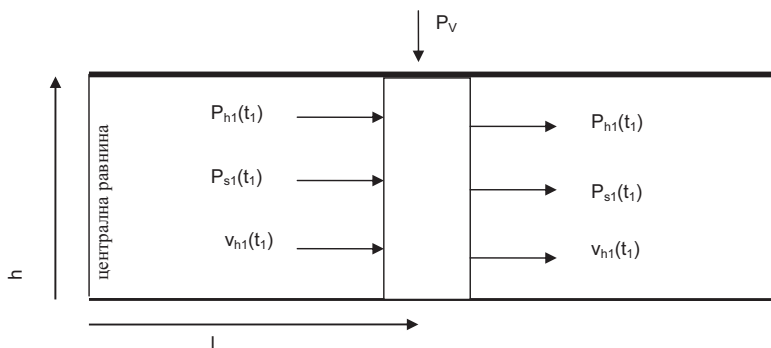 P_V
P_h1(t_1)
P_h1(t_1)
P_s1(t_1)
P_s1(t_1)
v_h1(t_1)
v_h1(t_1)
централна равнина
h